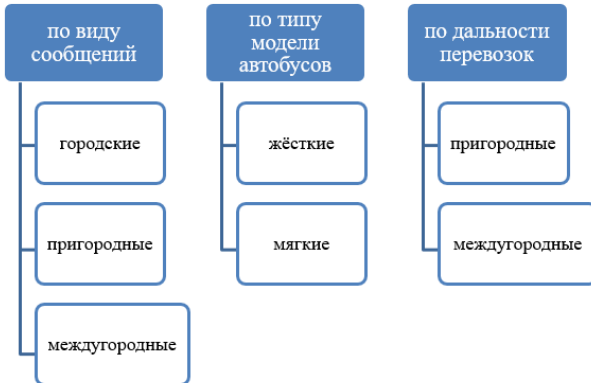 по виду
сообщений
городские
пригородные
междугородные
по типу
модели
автобусов
жёсткие
мягкие
по дальности
перевозок
пригородные
междугородные